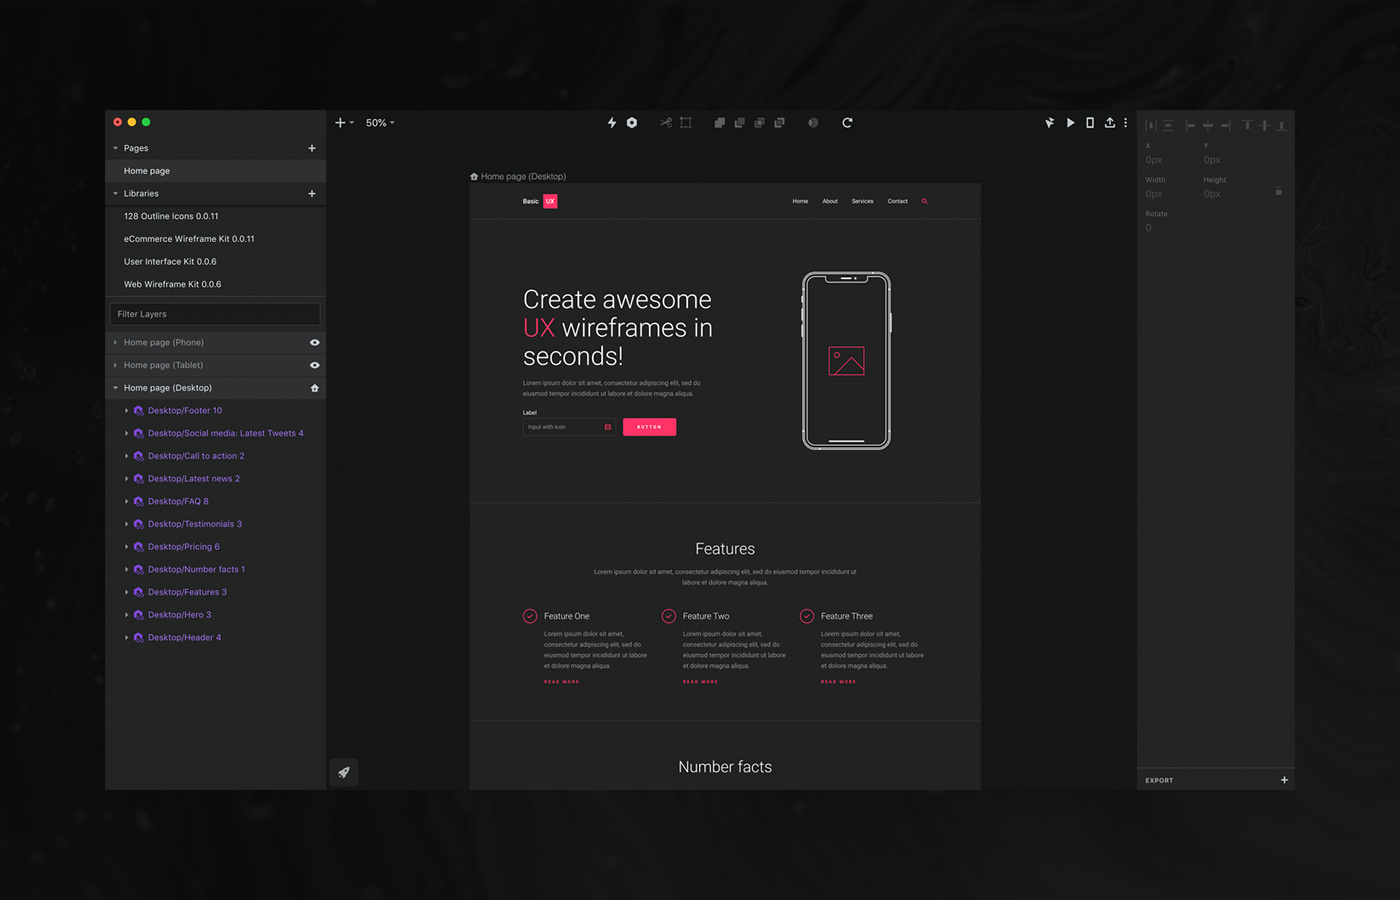 Pages
Home page
Libraries
128 Outline Icons 0.0.11
eCommerce Wireframe Kit 0.0.11
User Interface Kit 0.0.6
Web Wireframe Kit 0.0.6
Filter Layers
Home page (Phone)
Home page (Tablet)
Home page (Desktop)
Desktop/Footer 10
Desktop/Social media: Latest Tweets 4
Desktop/Call to action 2
Desktop/Latest news 2
Desktop/FAQ 8
Desktop/Testimonials 3
Desktop/Pricing 6
Desktop/Number facts 1
Desktop/Features 3
Desktop/Hero 3
Desktop/Header 4
50%
Home page (Desktop)
Basic UX
Home About Services Contact
Create awesome
UX wireframes in
seconds!
Lorem ipsum dolor sit amet, consectetur adipiscing elit, sed do
eiusmod tempor incididunt ut labore et dolore magna aliqua.
Label
Input with icon
BUTTON
Features
Lorem ipsum dolor sit amet, consectetur adipiscing elit, sed do eiusmod tempor incididunt ut
labore et dolore magna aliqua.
Feature One
Lorem ipsum dolor sit amet,
consectetur adipiscing elit, sed do
eiusmod tempor incididunt ut labore
et dolore magna aliqua.
READ MORE
Feature Two
Lorem ipsum dolor sit amet,
consectetur adipiscing elit, sed do
eiusmod tempor incididunt ut labore
et dolore magna aliqua.
READ MORE
Feature Three
Lorem ipsum dolor sit amet,
consectetur adipiscing elit, sed do
eiusmod tempor incididunt ut labore
et dolore magna aliqua.
READ MORE
Number facts
X Y
0px 0px
Width Height
0px 0px
Rotate
0
EXPORT